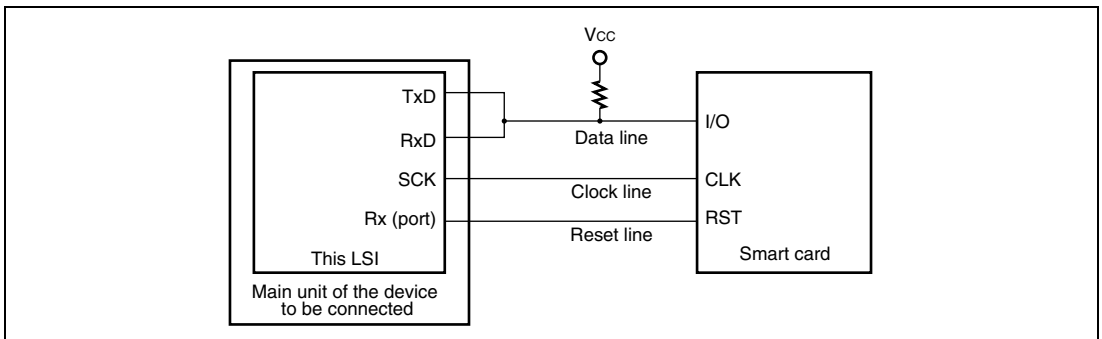 Vcc
TxD
RxD
SCK
Rx (port)
This LSI
Main unit of the device
to be connected
Data line
Clock line
Reset line
I/O
CLK
RST
Smart card